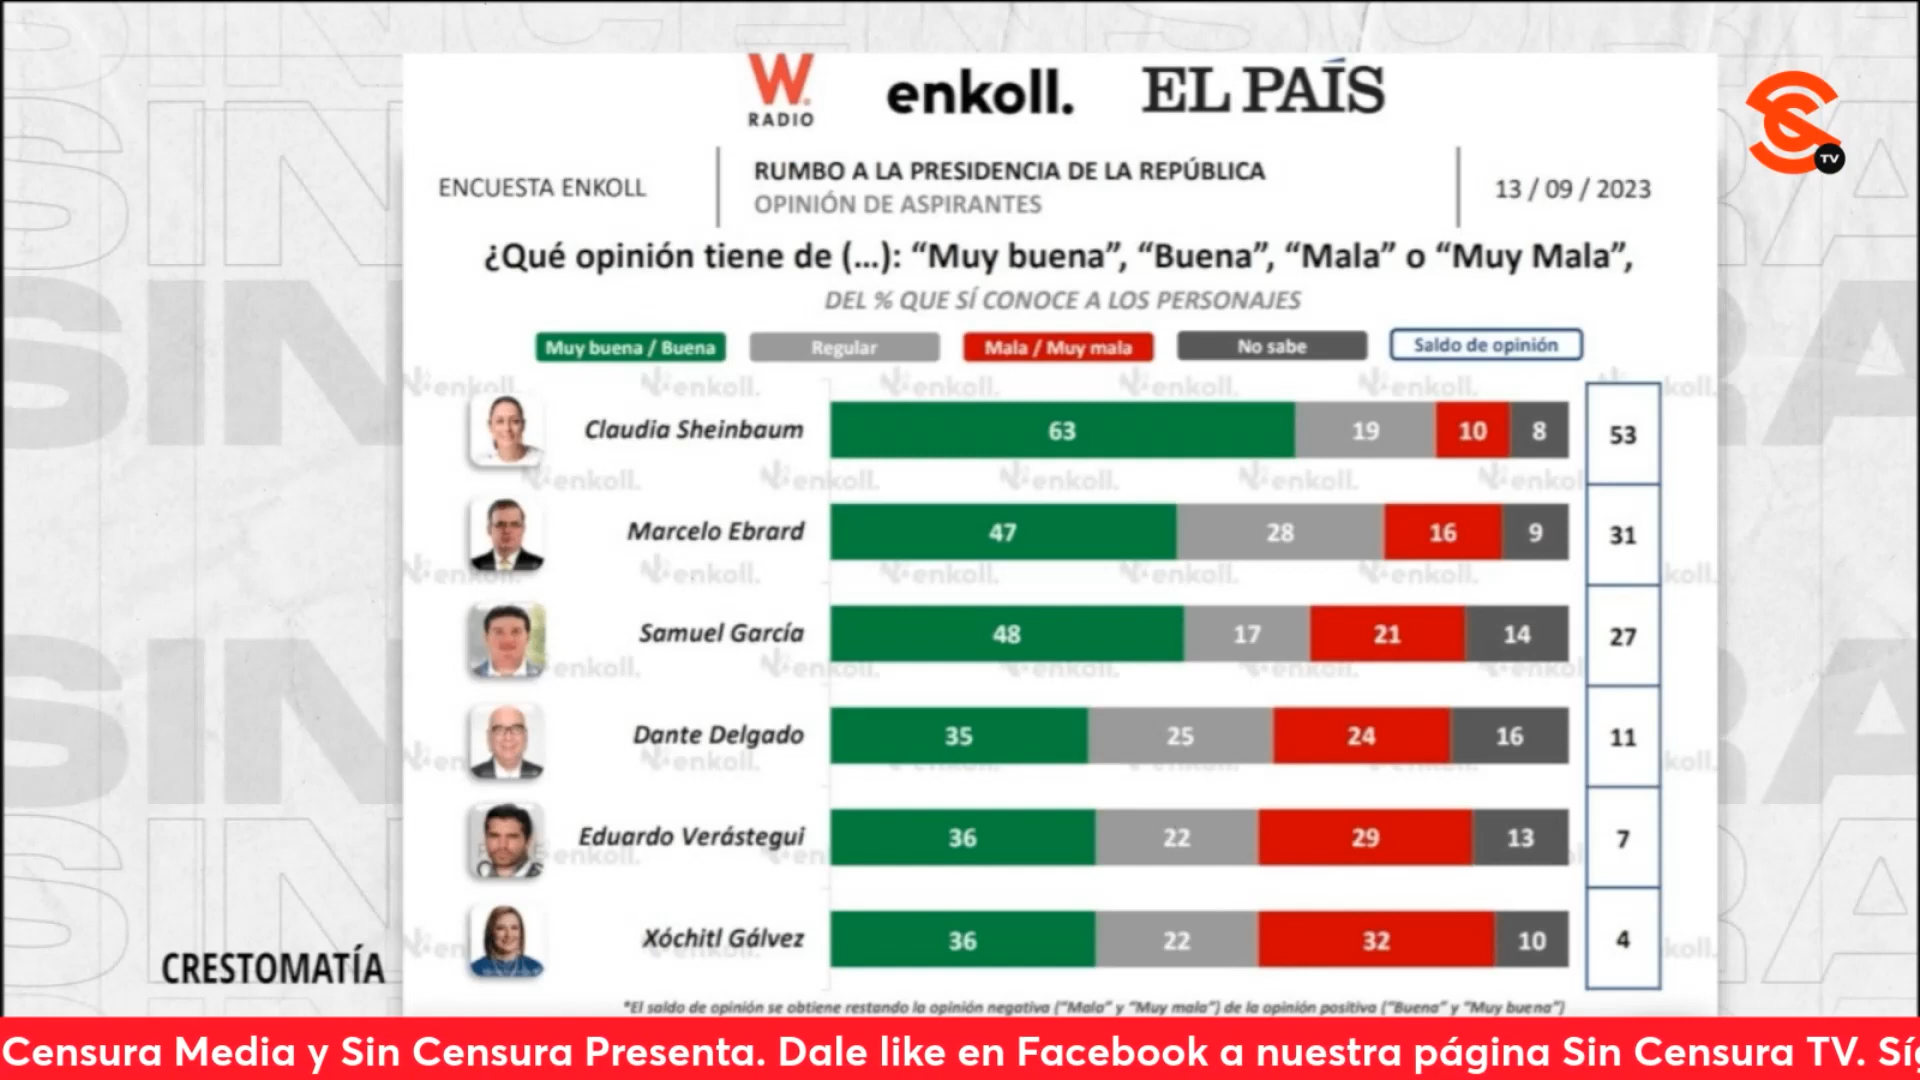 W RADIO
enkoll.
EL PAÍS
TV
ENCUESTA ENKOLL
RUMBO A LA PRESIDENCIA DE LA REPÚBLICA
OPINIÓN DE ASPIRANTES
13 / 09 / 2023
¿Qué opinión tiene de (...): “Muy buena”, “Buena”, “Mala” o “Muy Mala”,
DEL % QUE SÍ CONOCE A LOS PERSONAJES
Muy buena / Buena
Regular
Mala / Muy mala
No sabe
Saldo de opinión
Claudia Sheinbaum 63 19 10 8 53
Marcelo Ebrard 47 28 16 9 31
Samuel García 48 17 21 14 27
Dante Delgado 35 25 24 16 11
Eduardo Verástegui 36 22 29 13 7
Xóchitl Gálvez 36 22 32 10 4
*El saldo de opinión se obtiene restando la opinión negativa ("Mala" y "Muy mala") de la opinión positiva ("Buena" y "Muy buena")
CRESTOMATÍA
Censura Media y Sin Censura Presenta. Dale like en Facebook a nuestra página Sin Censura TV. Síg